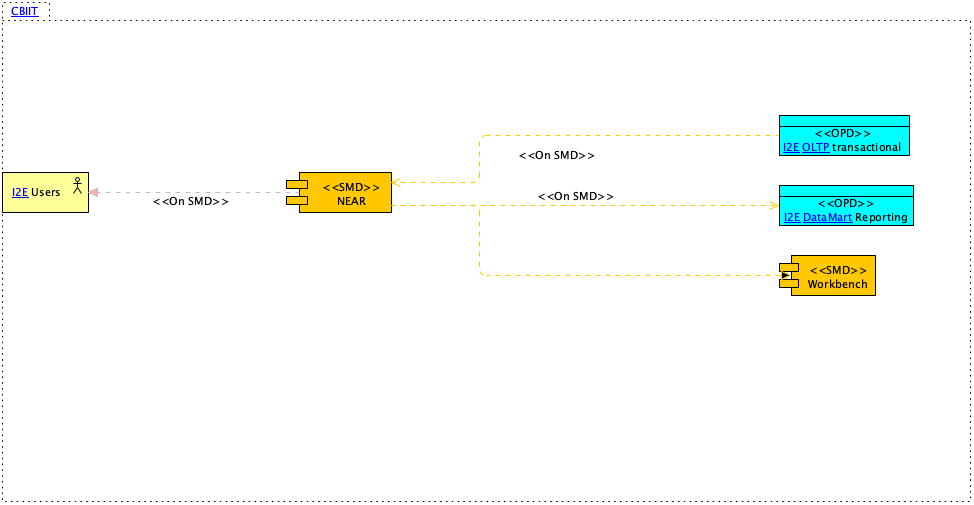 CBIIT
<<OPD>>
I2E OLTP transactional
<<On SMD>>
I2E Users
<<SMD>>
NEAR
<<On SMD>>
<<On SMD>>
<<OPD>>
I2E DataMart Reporting
<<SMD>>
Workbench